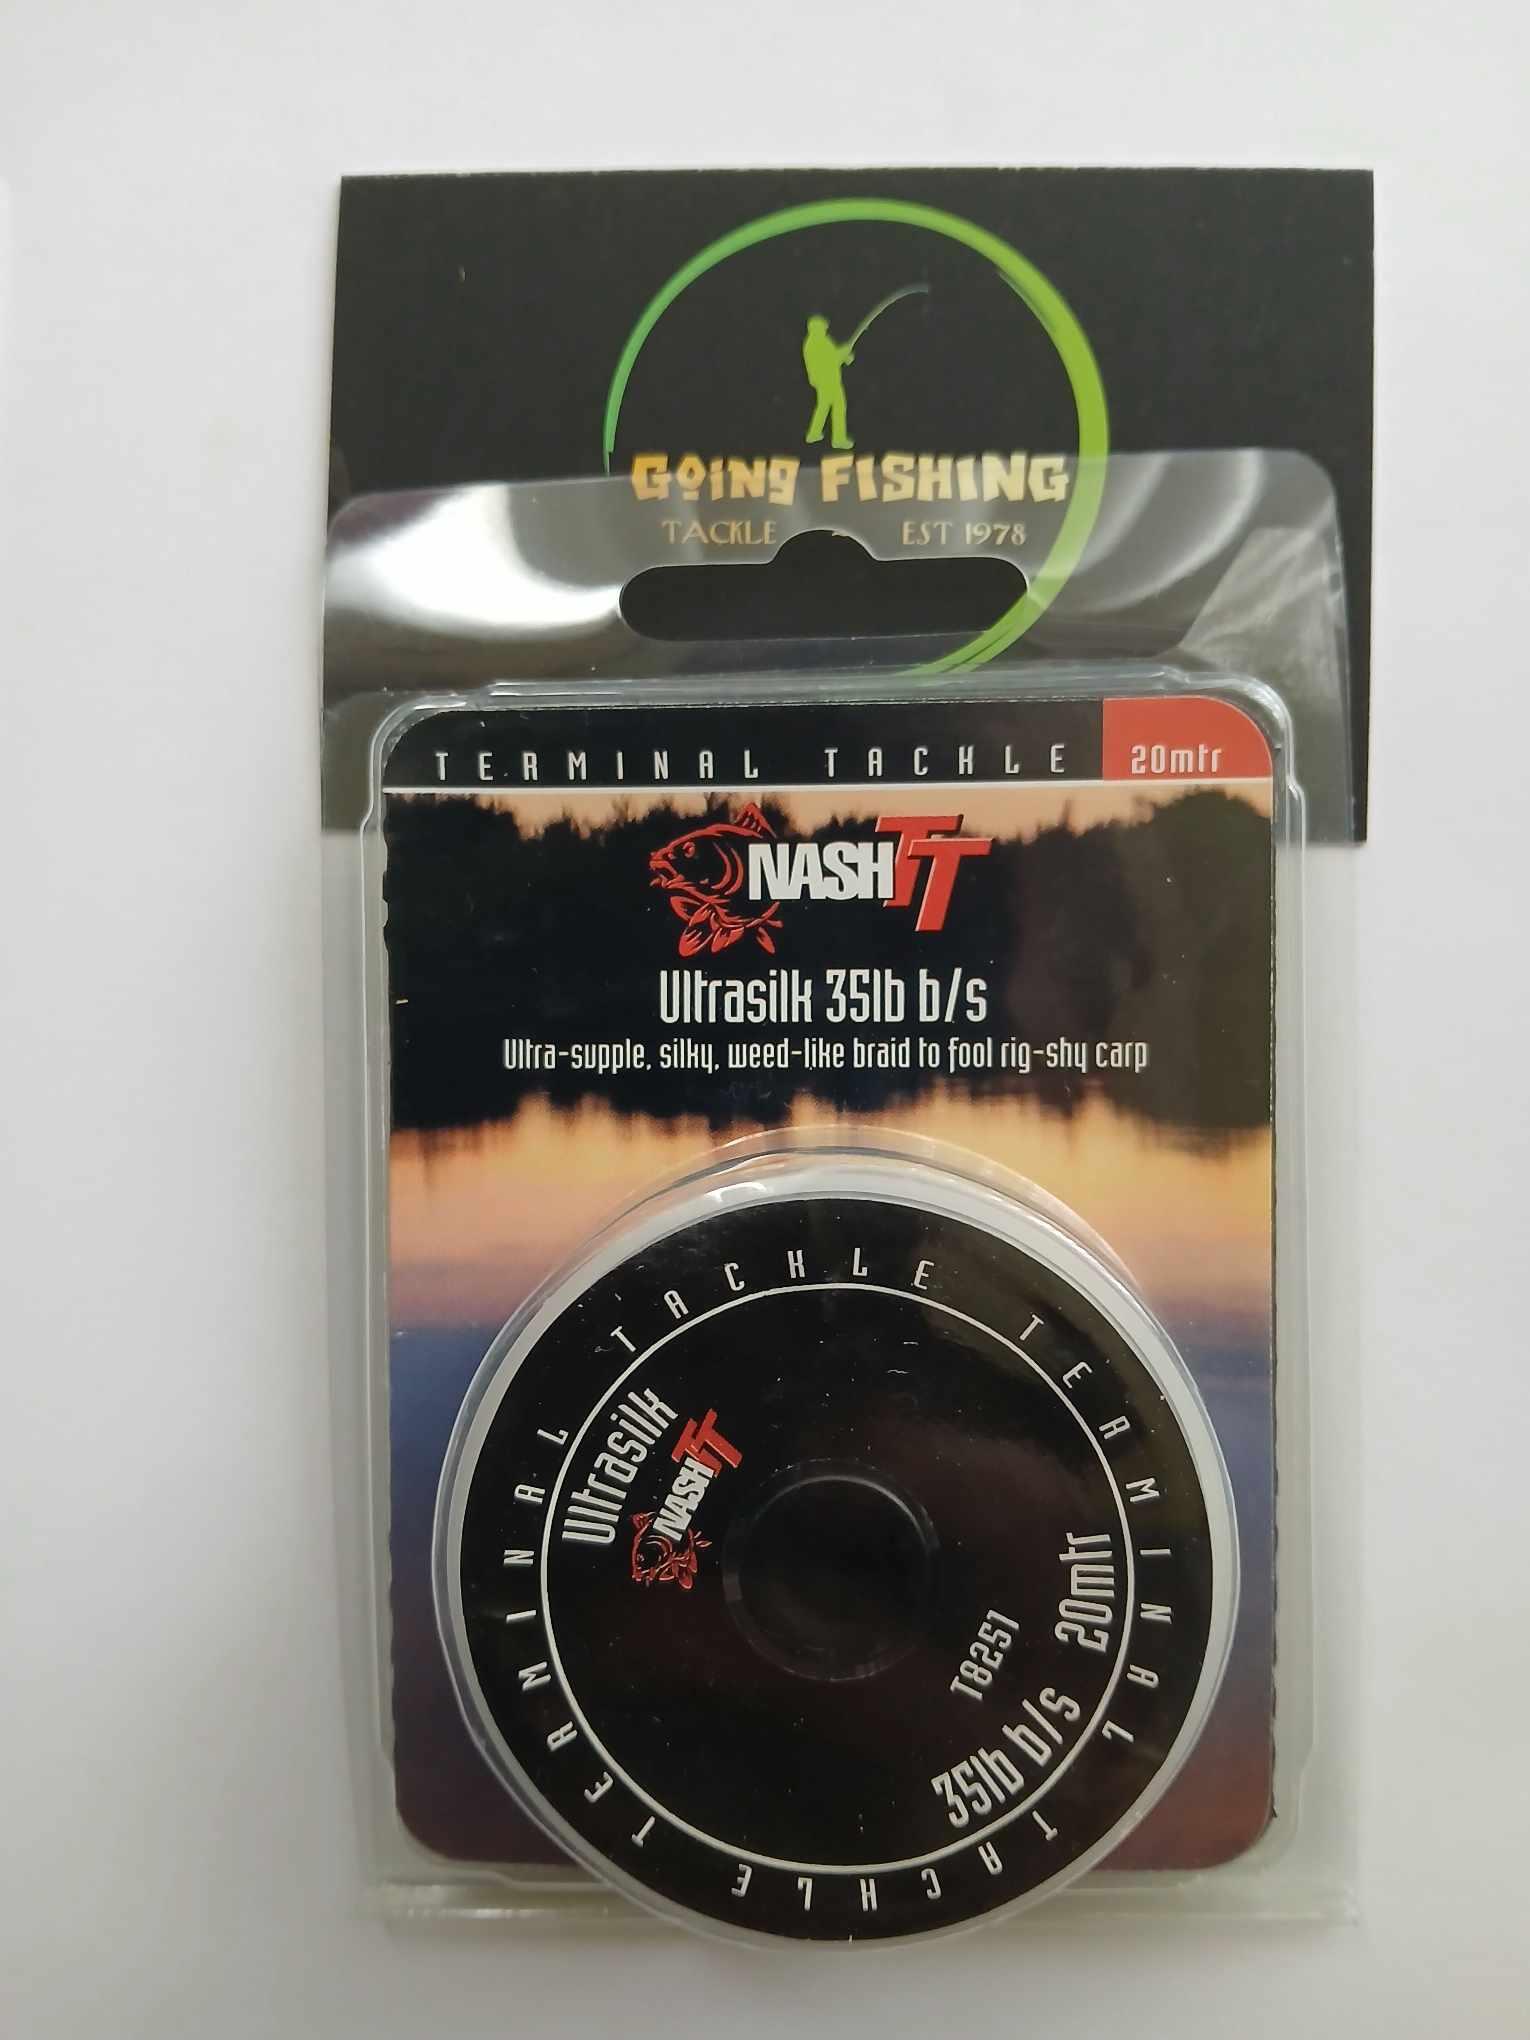 GOING FISHING
TACKLE EST 1978
TERMINAL TACKLE 20mtr
NASH TT
Ultrasilk 35lb b/s
Ultra-supple, silky, weed-like braid to fool rig-shy carp
TERMINAL TACKLE TERMINAL TACKLE
Ultrasilk
NASH TT
T8251
35lb b/s 20mtr